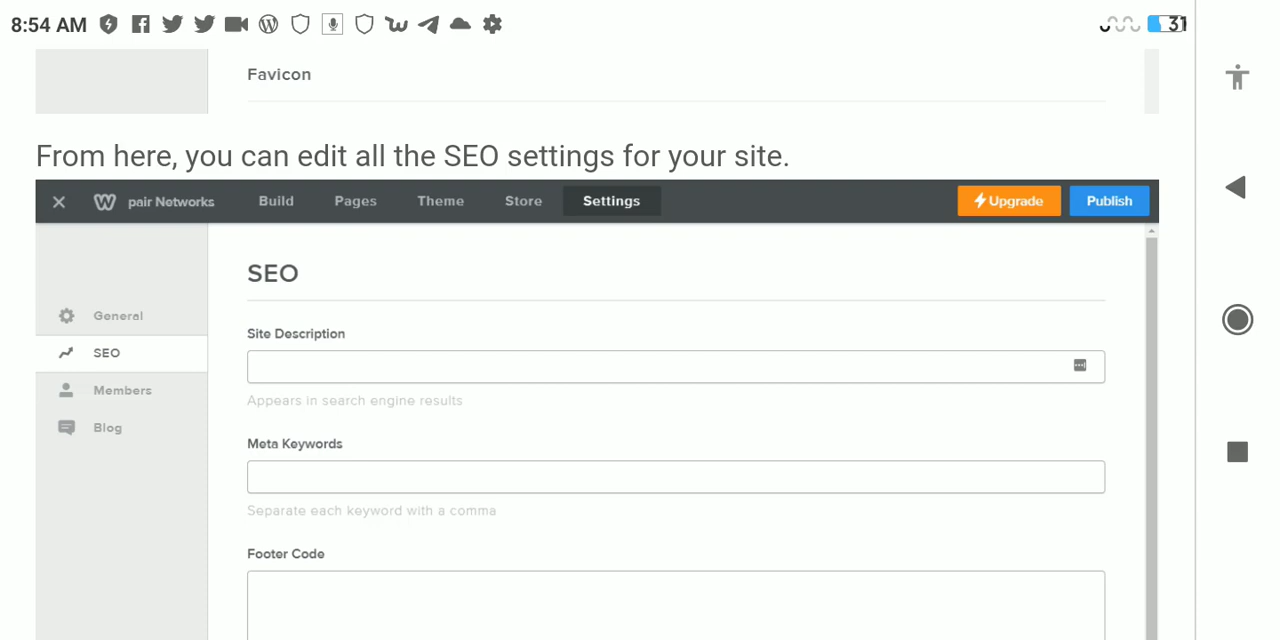 8:54 AM
31
Favicon
From here, you can edit all the SEO settings for your site.
pair Networks Build Pages Theme Store Settings Upgrade Publish
SEO
General
SEO
Members
Blog
Site Description
Appears in search engine results
Meta Keywords
Separate each keyword with a comma
Footer Code